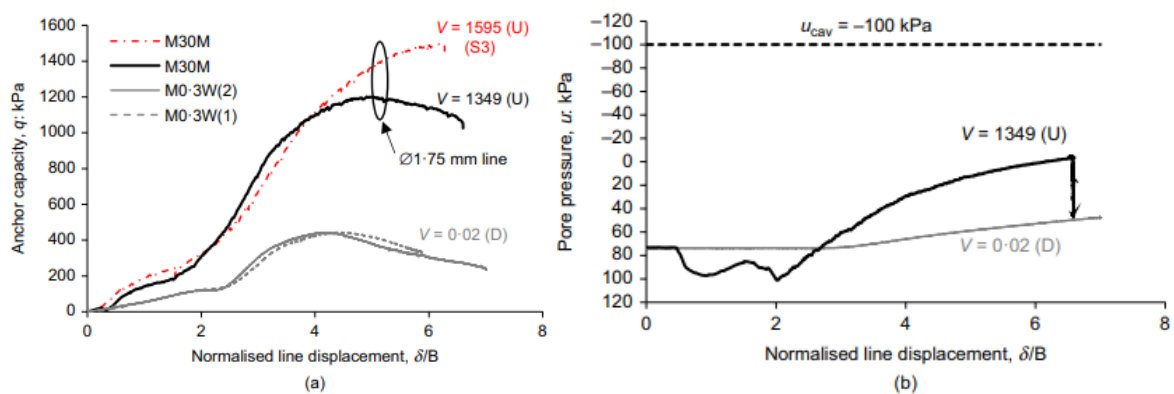 1600
1400
1200
1000
800
600
400
200
0
Anchor capacity, q: kPa
M30M
M30M
M0·3W(2)
M0·3W(1)
V = 1595 (U)
(S3)
V = 1349 (U)
Ø1·75 mm line
V = 0·02 (D)
0 2 4 6 8
Normalised line displacement, δ/B
(a)
–120
–100
–80
–60
–40
–20
0
20
40
60
80
100
120
Pore pressure, u: kPa
u_cav = –100 kPa
V = 1349 (U)
V = 0·02 (D)
0 2 4 6 8
Normalised line displacement, δ/B
(b)